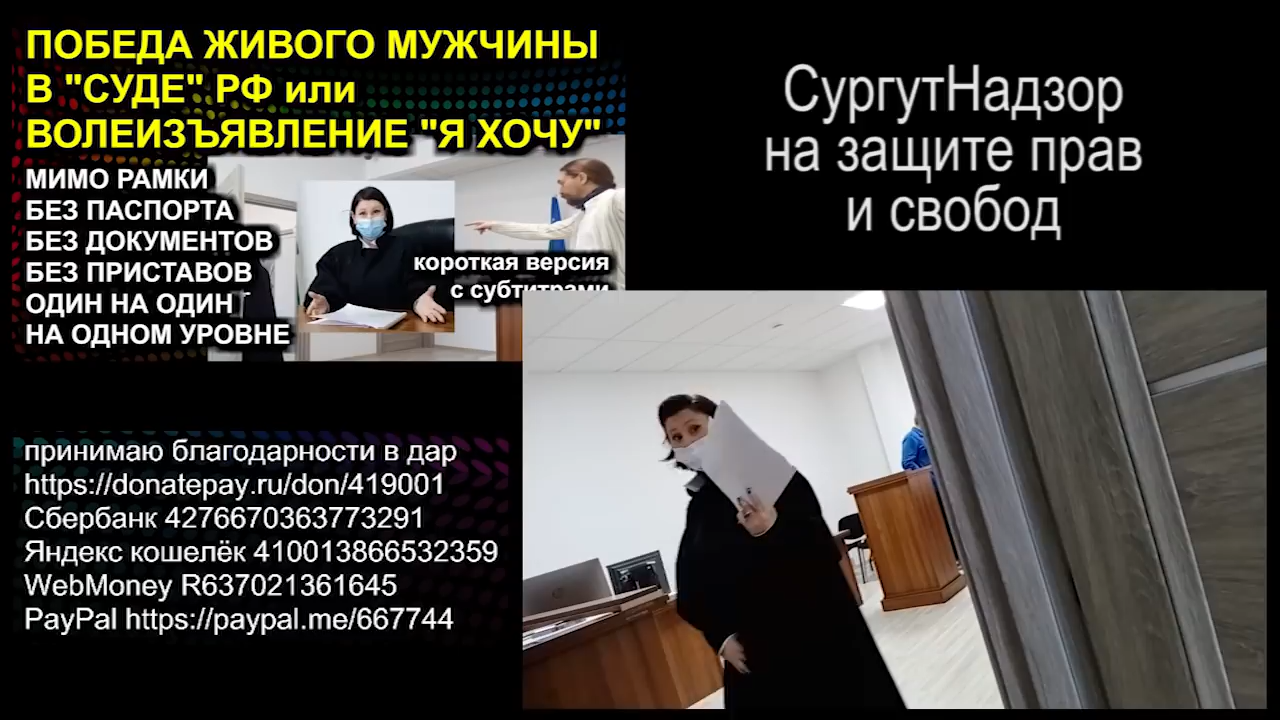 ПОБЕДА ЖИВОГО МУЖЧИНЫ
В "СУДЕ" РФ или
ВОЛЕИЗЪЯВЛЕНИЕ "Я ХОЧУ"
МИМО РАМКИ
БЕЗ ПАСПОРТА
БЕЗ ДОКУМЕНТОВ
БЕЗ ПРИСТАВОВ
ОДИН НА ОДИН
НА ОДНОМ УРОВНЕ
короткая версия
с субтитрами
СургутНадзор
на защите прав
и свобод
принимаю благодарности в дар
https://donatepay.ru/don/419001
Сбербанк 4276670363773291
Яндекс кошелёк 410013866532359
WebMoney R637021361645
PayPal https://paypal.me/667744